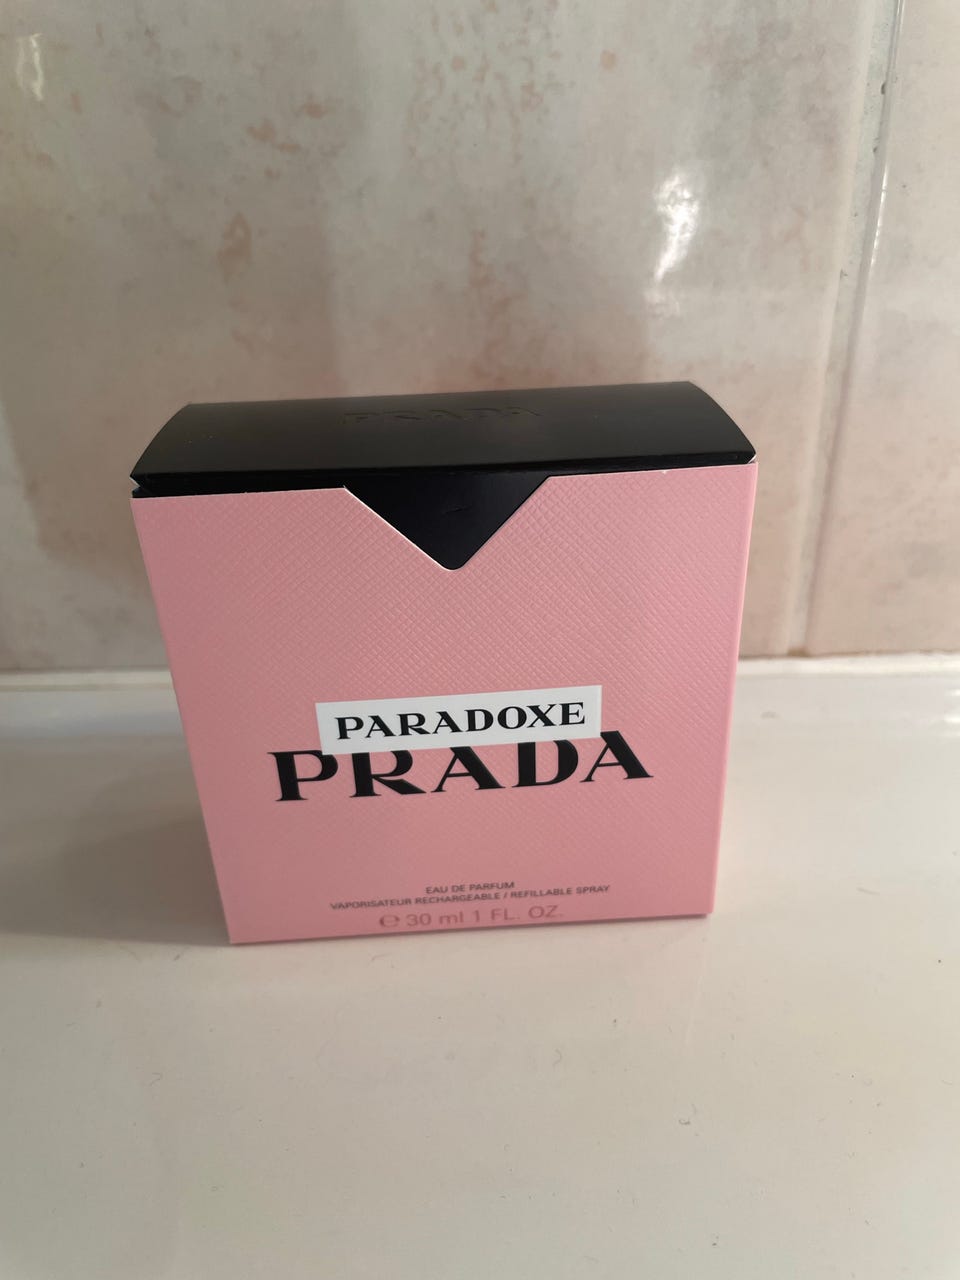 PRADA
PARADOXE
PRADA
EAU DE PARFUM
VAPORISATEUR RECHARGEABLE / REFILLABLE SPRAY
℮ 30 ml 1 FL. OZ.